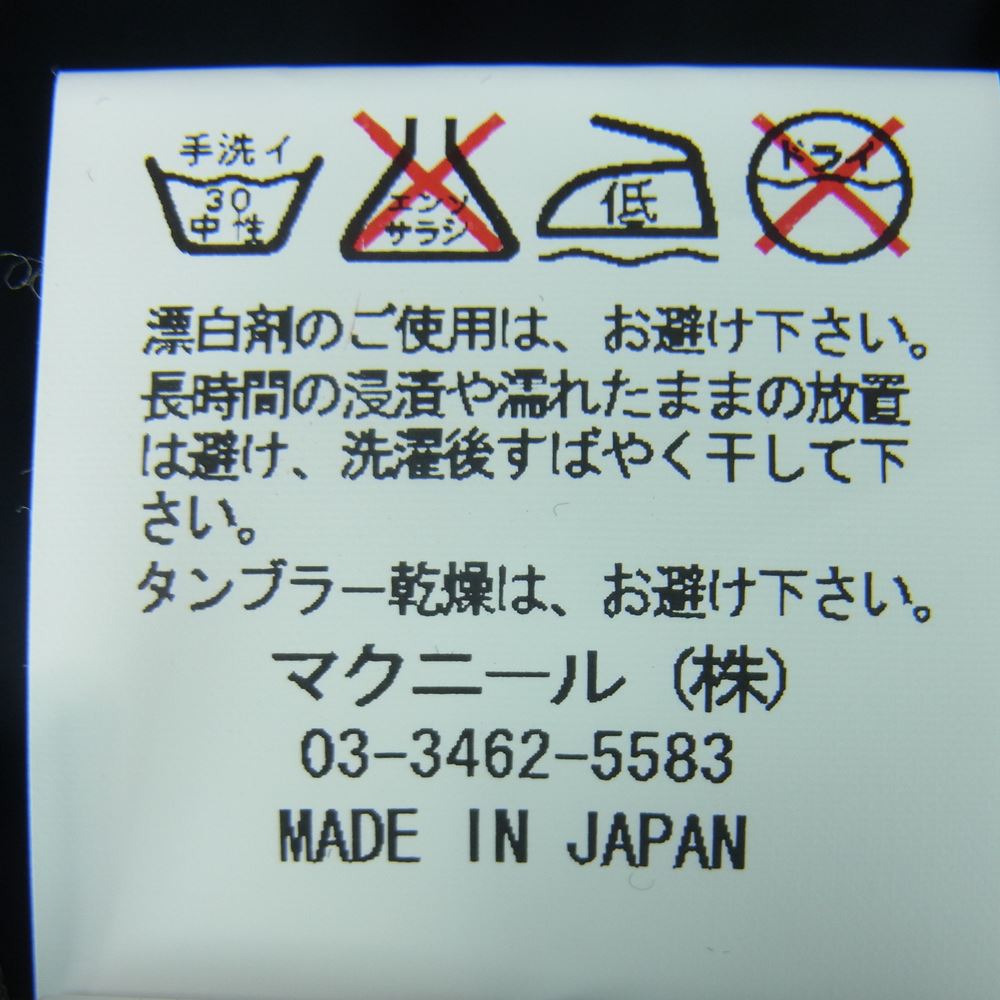 手洗イ
30
中性
エンソ
サラシ
低
ドライ
漂白剤のご使用は、お避け下さい。
長時間の浸漬や濡れたままの放置
は避け、洗濯後すばやく干して下
さい。
タンブラー乾燥は、お避け下さい。
マクニール（株）
03-3462-5583
MADE IN JAPAN